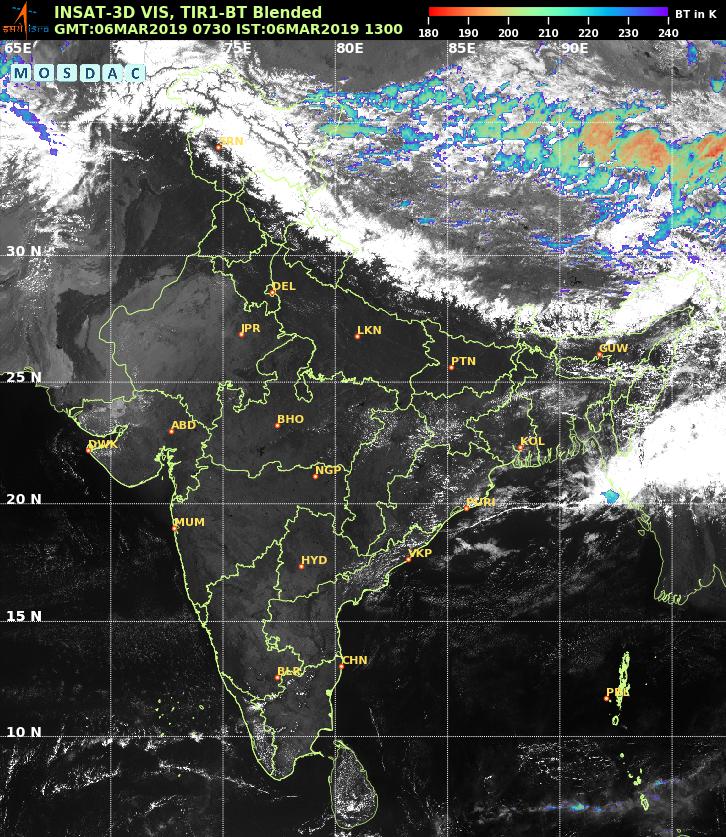 INSAT-3D VIS, TIR1-BT Blended
GMT:06MAR2019 0730 IST:06MAR2019 1300
BT in K
180 190 200 210 220 230 240
65E 75E 80E 85E 90E
MOSDAC
SRN
30 N
DEL
JPR LKN GUW
PTN
25 N
ABD BHO
DWK KOL
NGP
20 N PURI
MUM
HYD VKP
15 N
BLR CHN
PBL
10 N